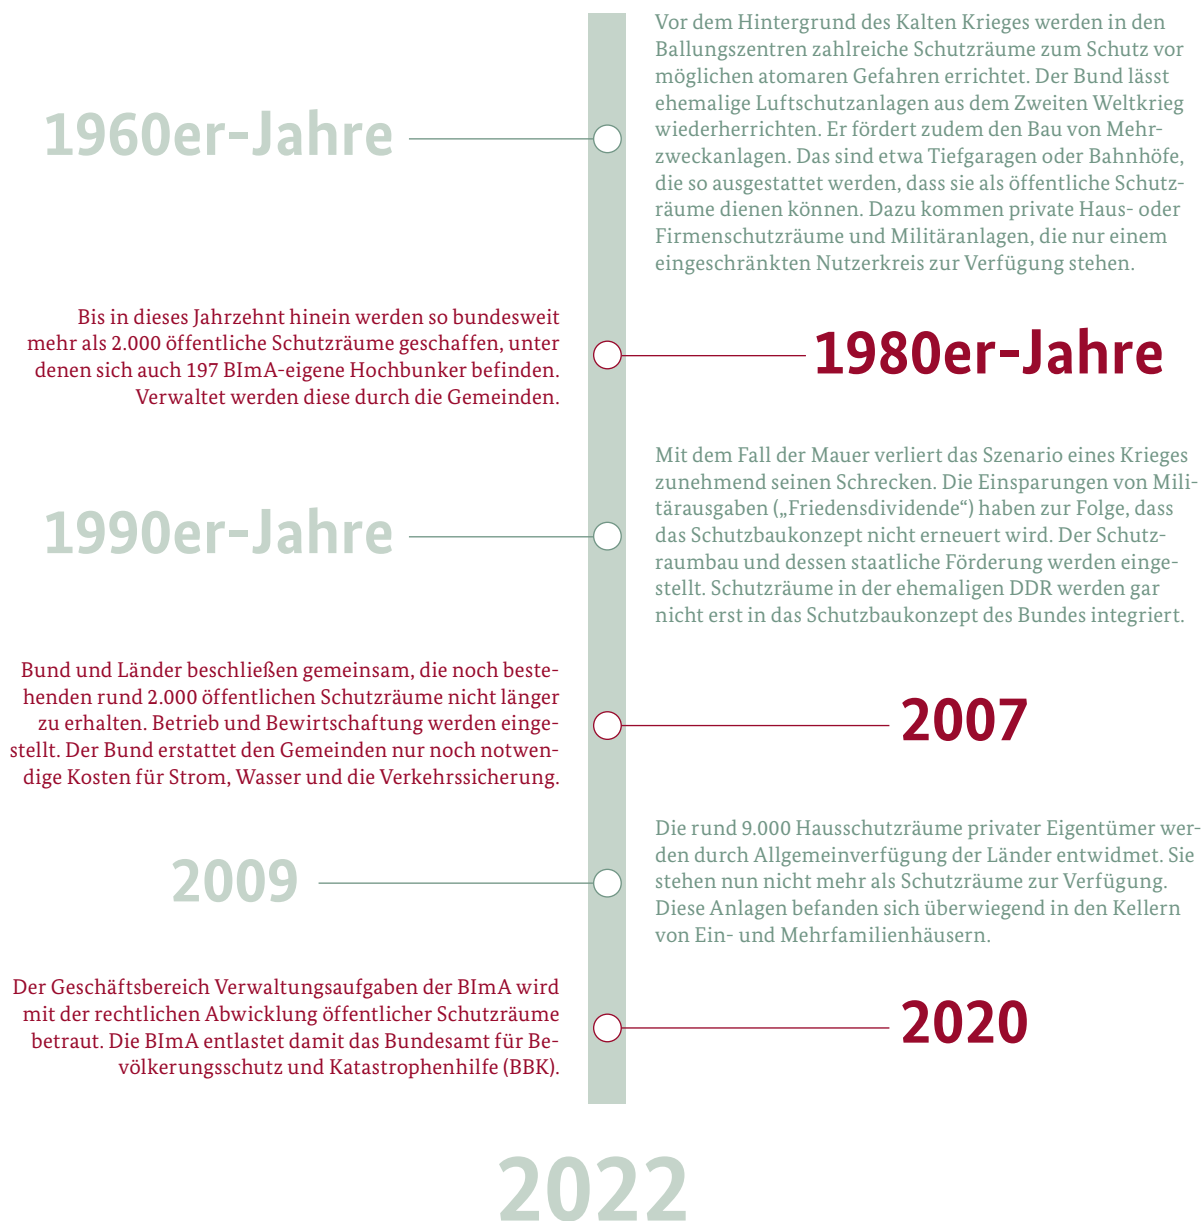 1960er-Jahre
Vor dem Hintergrund des Kalten Krieges werden in den
Ballungszentren zahlreiche Schutzräume zum Schutz vor
möglichen atomaren Gefahren errichtet. Der Bund lässt
ehemalige Luftschutzanlagen aus dem Zweiten Weltkrieg
wiederherrichten. Er fördert zudem den Bau von Mehr-
zweckanlagen. Das sind etwa Tiefgaragen oder Bahnhöfe,
die so ausgestattet werden, dass sie als öffentliche Schutz-
räume dienen können. Dazu kommen private Haus- oder
Firmenschutzräume und Militäranlagen, die nur einem
eingeschränkten Nutzerkreis zur Verfügung stehen.
1980er-Jahre
Bis in dieses Jahrzehnt hinein werden so bundesweit
mehr als 2.000 öffentliche Schutzräume geschaffen, unter
denen sich auch 197 BImA-eigene Hochbunker befinden.
Verwaltet werden diese durch die Gemeinden.
1990er-Jahre
Mit dem Fall der Mauer verliert das Szenario eines Krieges
zunehmend seinen Schrecken. Die Einsparungen von Mili-
tärausgaben („Friedensdividende“) haben zur Folge, dass
das Schutzbaukonzept nicht erneuert wird. Der Schutz-
raumbau und dessen staatliche Förderung werden einge-
stellt. Schutzräume in der ehemaligen DDR werden gar
nicht erst in das Schutzbaukonzept des Bundes integriert.
2007
Bund und Länder beschließen gemeinsam, die noch beste-
henden rund 2.000 öffentlichen Schutzräume nicht länger
zu erhalten. Betrieb und Bewirtschaftung werden einge-
stellt. Der Bund erstattet den Gemeinden nur noch notwen-
dige Kosten für Strom, Wasser und die Verkehrssicherung.
2009
Die rund 9.000 Hausschutzräume privater Eigentümer wer-
den durch Allgemeinverfügung der Länder entwidmet. Sie
stehen nun nicht mehr als Schutzräume zur Verfügung.
Diese Anlagen befanden sich überwiegend in den Kellern
von Ein- und Mehrfamilienhäusern.
2020
Der Geschäftsbereich Verwaltungsaufgaben der BImA wird
mit der rechtlichen Abwicklung öffentlicher Schutzräume
betraut. Die BImA entlastet damit das Bundesamt für Be-
völkerungsschutz und Katastrophenhilfe (BBK).
2022